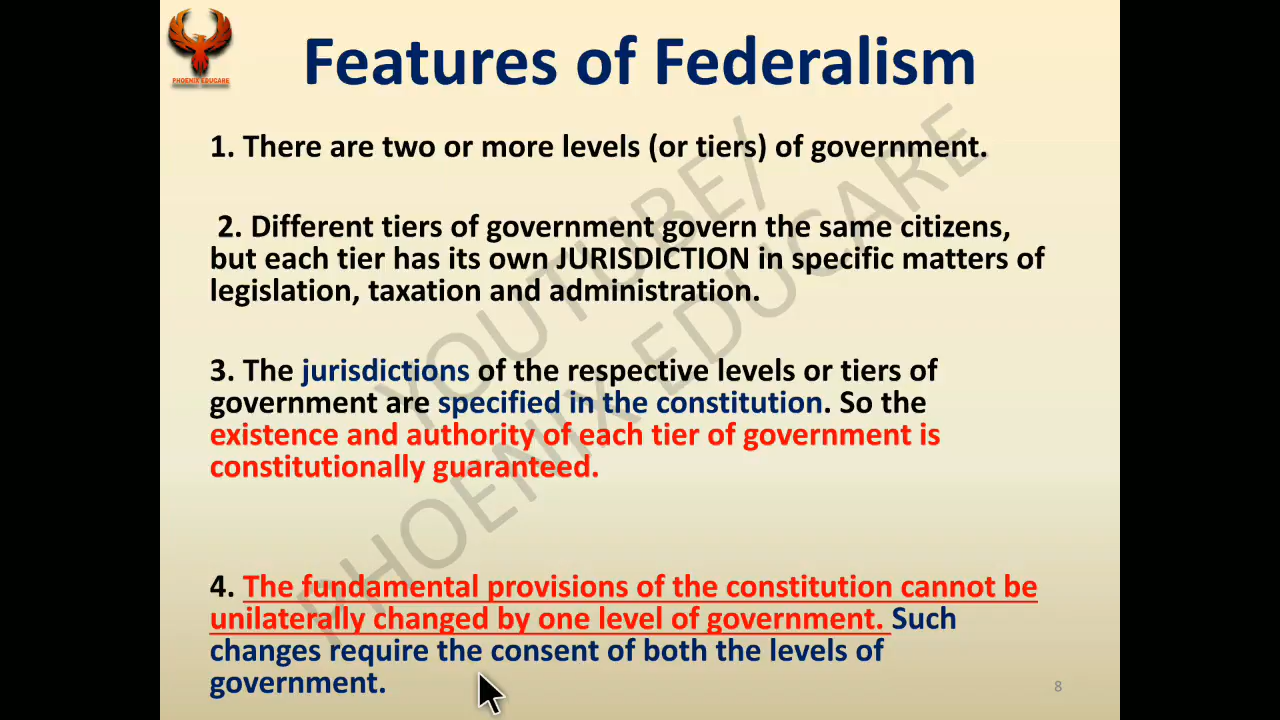 PHOENIX EDUCARE
Features of Federalism
1. There are two or more levels (or tiers) of government.
2. Different tiers of government govern the same citizens,
but each tier has its own JURISDICTION in specific matters of
legislation, taxation and administration.
3. The jurisdictions of the respective levels or tiers of
government are specified in the constitution. So the
existence and authority of each tier of government is
constitutionally guaranteed.
4. The fundamental provisions of the constitution cannot be
unilaterally changed by one level of government. Such
changes require the consent of both the levels of
government.
8
YOUTUBE/
PHOENIX EDUCARE